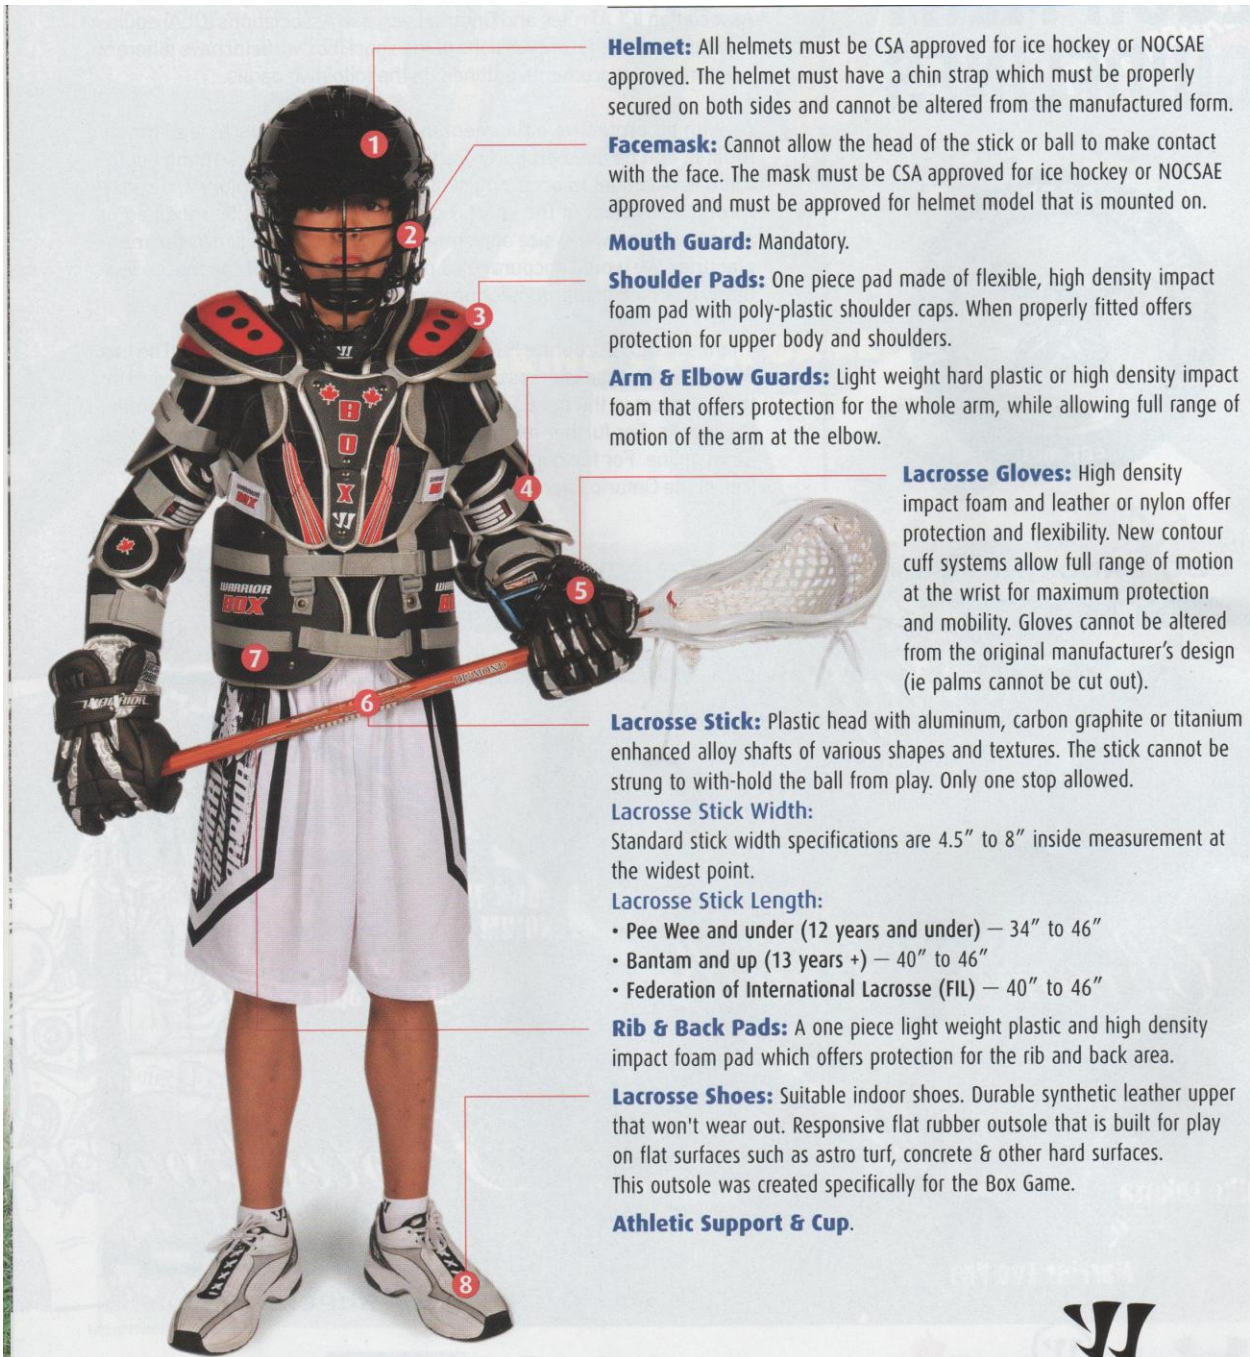 Helmet: All helmets must be CSA approved for ice hockey or NOCSAE
approved. The helmet must have a chin strap which must be properly
secured on both sides and cannot be altered from the manufactured form.
Facemask: Cannot allow the head of the stick or ball to make contact
with the face. The mask must be CSA approved for ice hockey or NOCSAE
approved and must be approved for helmet model that is mounted on.
Mouth Guard: Mandatory.
Shoulder Pads: One piece pad made of flexible, high density impact
foam pad with poly-plastic shoulder caps. When properly fitted offers
protection for upper body and shoulders.
Arm & Elbow Guards: Light weight hard plastic or high density impact
foam that offers protection for the whole arm, while allowing full range of
motion of the arm at the elbow.
Lacrosse Gloves: High density
impact foam and leather or nylon offer
protection and flexibility. New contour
cuff systems allow full range of motion
at the wrist for maximum protection
and mobility. Gloves cannot be altered
from the original manufacturer's design
(ie palms cannot be cut out).
Lacrosse Stick: Plastic head with aluminum, carbon graphite or titanium
enhanced alloy shafts of various shapes and textures. The stick cannot be
strung to with-hold the ball from play. Only one stop allowed.
Lacrosse Stick Width:
Standard stick width specifications are 4.5" to 8" inside measurement at
the widest point.
Lacrosse Stick Length:
• Pee Wee and under (12 years and under) — 34" to 46"
• Bantam and up (13 years +) — 40" to 46"
• Federation of International Lacrosse (FIL) — 40" to 46"
Rib & Back Pads: A one piece light weight plastic and high density
impact foam pad which offers protection for the rib and back area.
Lacrosse Shoes: Suitable indoor shoes. Durable synthetic leather upper
that won't wear out. Responsive flat rubber outsole that is built for play
on flat surfaces such as astro turf, concrete & other hard surfaces.
This outsole was created specifically for the Box Game.
Athletic Support & Cup.
1
2
3
4
5
6
7
8
BOX
WARRIOR
BOX
WARRIOR